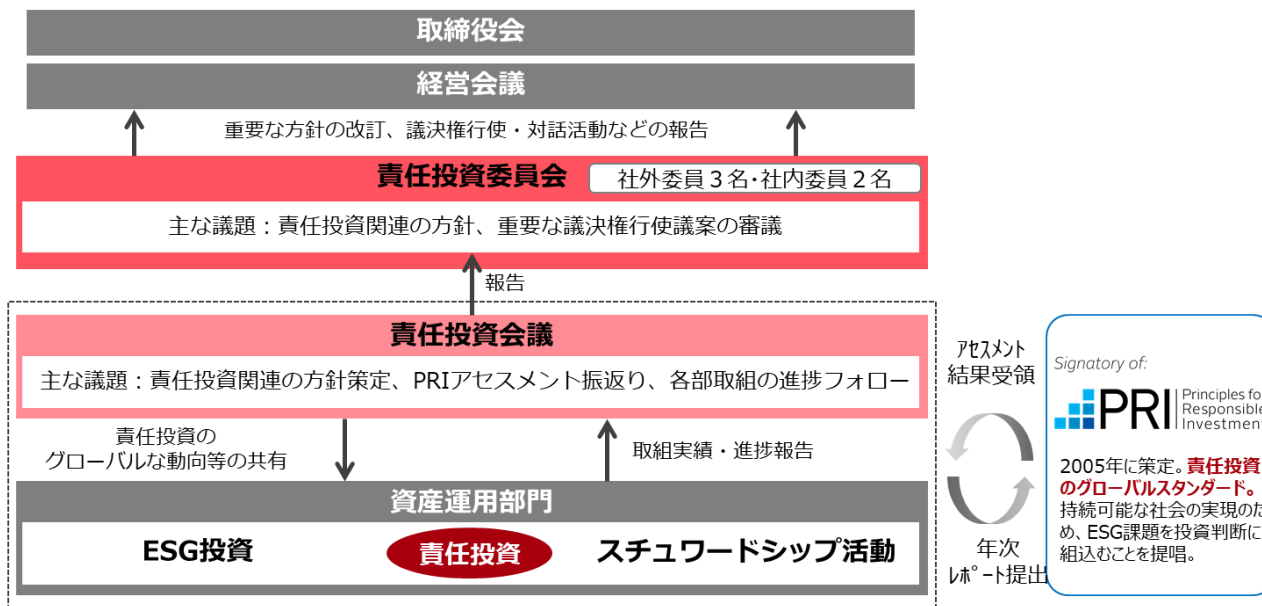 取締役会
経営会議
重要な方針の改訂、議決権行使・対話活動などの報告
責任投資委員会
社外委員３名・社内委員２名
主な議題：責任投資関連の方針、重要な議決権行使議案の審議
報告
責任投資会議
主な議題：責任投資関連の方針策定、PRIアセスメント振返り、各部取組の進捗フォロー
責任投資の
グローバルな動向等の共有
取組実績・進捗報告
資産運用部門
ESG投資
責任投資
スチュワードシップ活動
ｱｾｽﾒﾝﾄ
結果受領
年次
ﾚﾎﾟｰﾄ提出
Signatory of:
PRI
Principles fo
Responsible
Investment
2005年に策定。責任投資
のグローバルスタンダード。
持続可能な社会の実現のた
め、ESG課題を投資判断に
組込むことを提唱。